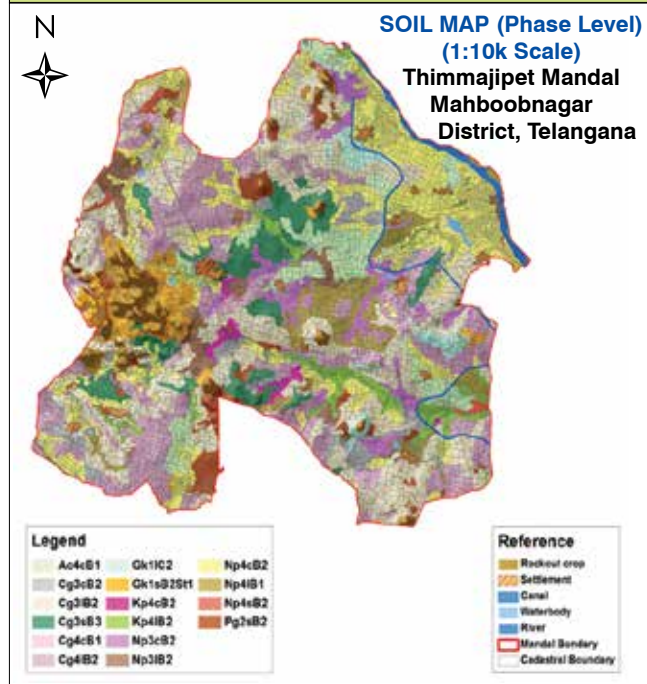 N
SOIL MAP (Phase Level)
(1:10k Scale)
Thimmajipet Mandal
Mahboobnagar
District, Telangana
Legend
Ac4cB1
Cg3cB2
Cg3lB2
Cg3sB3
Cg4cB1
Cg4lB2
Gk1lC2
Gk1sB2St1
Kp4cB2
Kp4lB2
Np3cB2
Np3lB2
Np4cB2
Np4lB1
Np4sB2
Pg2sB2
Reference
Rockout crop
Settlement
Canal
Waterbody
River
Mandal Bondary
Cadastral Boundary